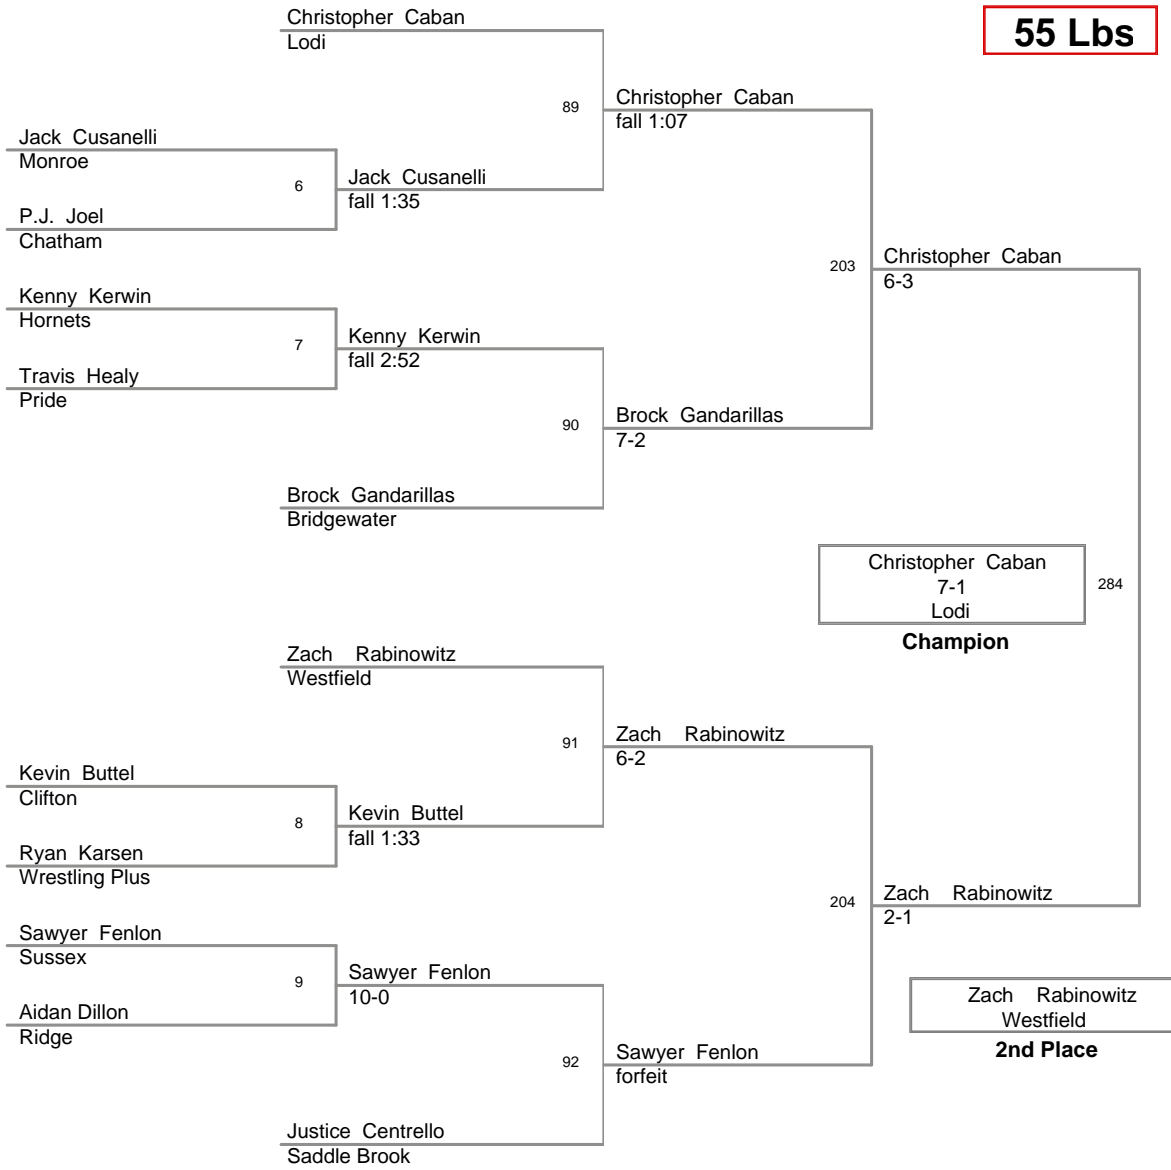 55 Lbs
Christopher Caban
Lodi
89
Christopher Caban
fall 1:07
Jack Cusanelli
Monroe
6
Jack Cusanelli
fall 1:35
P.J. Joel
Chatham
203
Christopher Caban
6-3
Kenny Kerwin
Hornets
7
Kenny Kerwin
fall 2:52
Travis Healy
Pride
90
Brock Gandarillas
7-2
Brock Gandarillas
Bridgewater
Christopher Caban
7-1
Lodi
284
Champion
Zach Rabinowitz
Westfield
91
Zach Rabinowitz
6-2
Kevin Buttel
Clifton
8
Kevin Buttel
fall 1:33
Ryan Karsen
Wrestling Plus
204
Zach Rabinowitz
2-1
Sawyer Fenlon
Sussex
9
Sawyer Fenlon
10-0
Aidan Dillon
Ridge
Zach Rabinowitz
Westfield
2nd Place
92
Sawyer Fenlon
forfeit
Justice Centrello
Saddle Brook